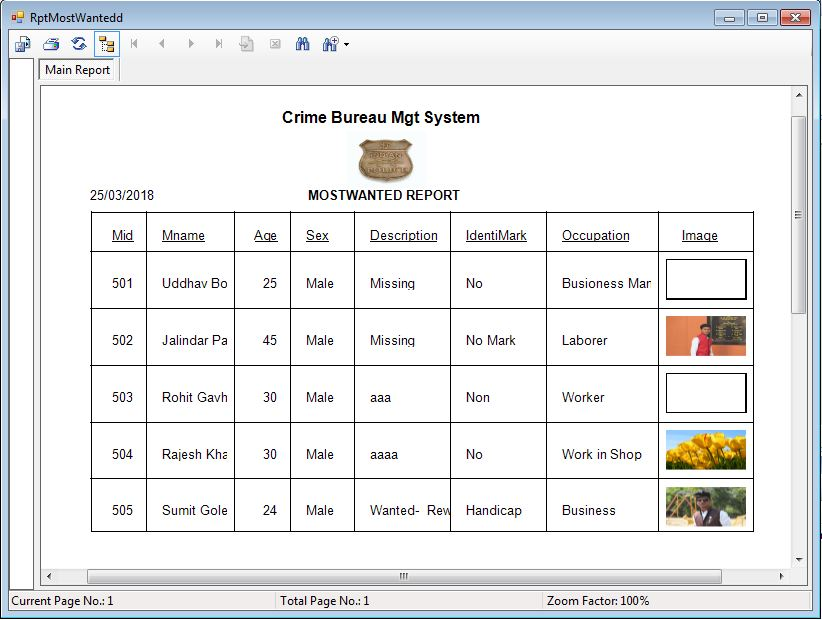 RptMostWantedd
Main Report
Crime Bureau Mgt System
INDIAN
POLICE
25/03/2018 MOSTWANTED REPORT
Mid Mname Age Sex Description IdentiMark Occupation Image
501 Uddhav Bo 25 Male Missing No Busioness Man
502 Jalindar Pa 45 Male Missing No Mark Laborer
503 Rohit Gavh 30 Male aaa Non Worker
504 Rajesh Kha 30 Male aaaa No Work in Shop
505 Sumit Gole 24 Male Wanted- Rew Handicap Business
Current Page No.: 1 Total Page No.: 1 Zoom Factor: 100%